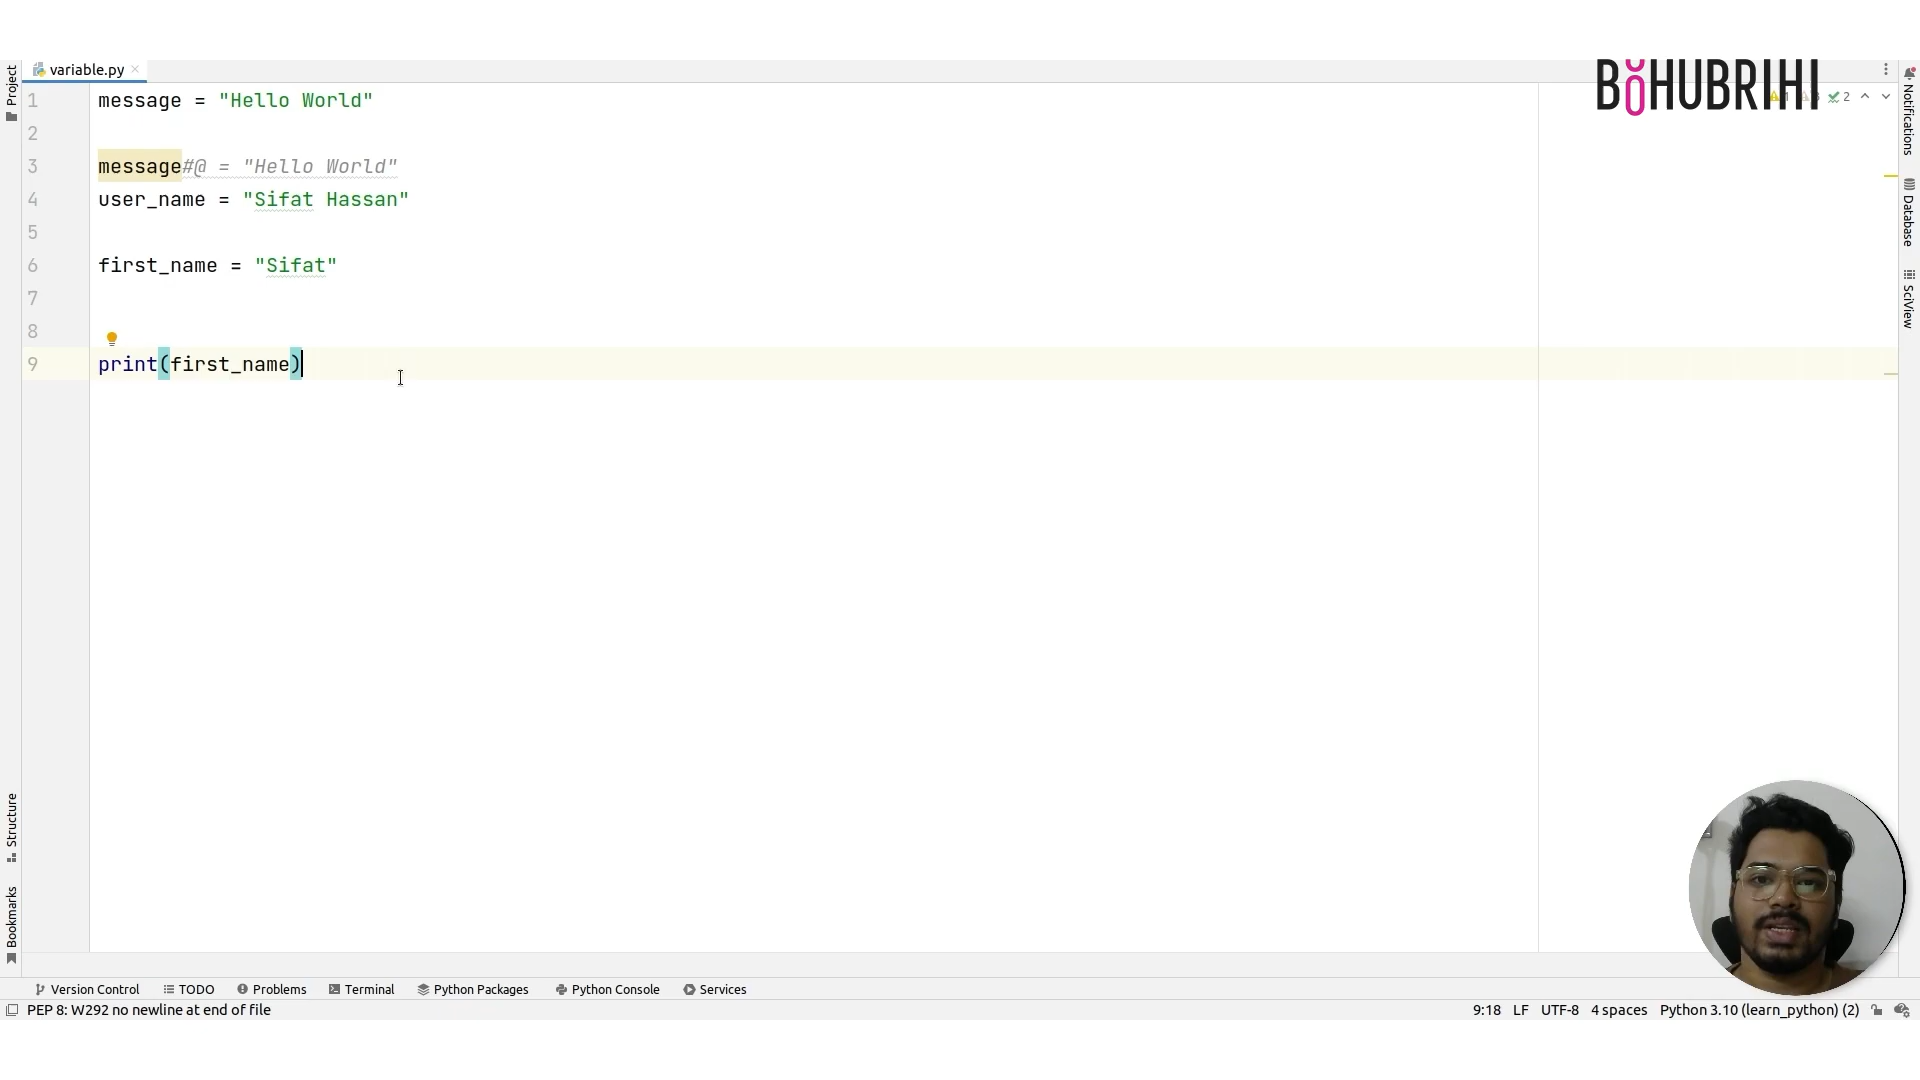 Project
variable.py
BOHUBRIHI
2
Notifications
Database
SciView
1 message = "Hello World"
2
3 message#@ = "Hello World"
4 user_name = "Sifat Hassan"
5
6 first_name = "Sifat"
7
8
9 print(first_name)
Structure
Bookmarks
Version Control TODO Problems Terminal Python Packages Python Console Services
PEP 8: W292 no newline at end of file 9:18 LF UTF-8 4 spaces Python 3.10 (learn_python) (2)